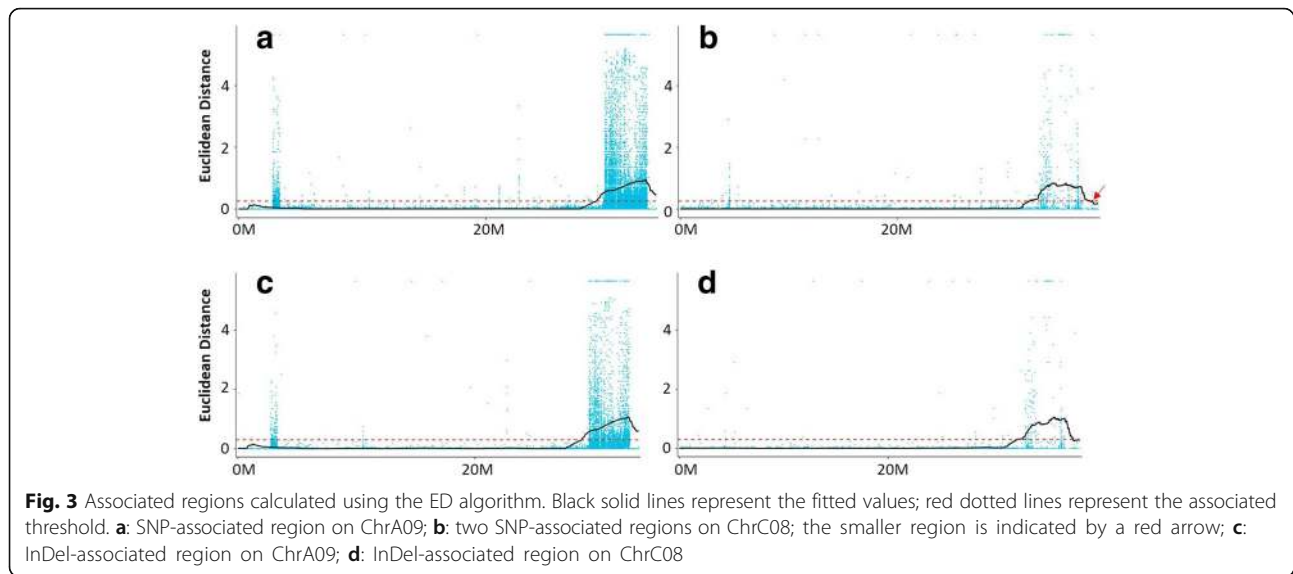 a
b
Euclidean Distance
4
2
0
0M
20M
4
2
0
0M
20M
c
d
Euclidean Distance
4
2
0
0M
20M
4
2
0
0M
20M
Fig. 3 Associated regions calculated using the ED algorithm. Black solid lines represent the fitted values; red dotted lines represent the associated
threshold. a: SNP-associated region on ChrA09; b: two SNP-associated regions on ChrC08; the smaller region is indicated by a red arrow; c:
InDel-associated region on ChrA09; d: InDel-associated region on ChrC08